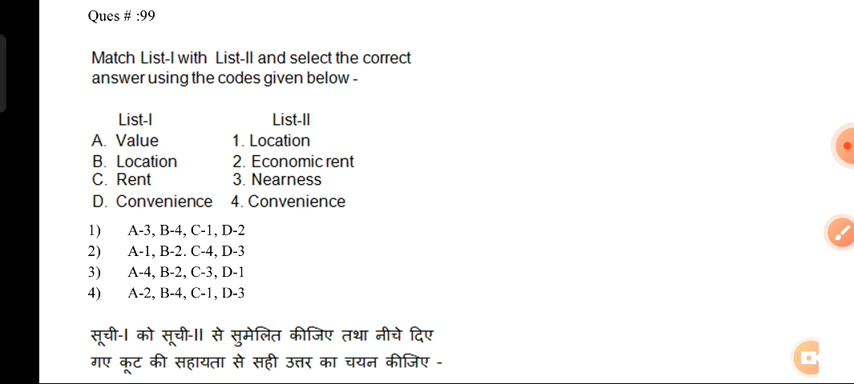 Ques # :99
Match List-I with List-II and select the correct
answer using the codes given below -
List-I List-II
A. Value 1. Location
B. Location 2. Economic rent
C. Rent 3. Nearness
D. Convenience 4. Convenience
1) A-3, B-4, C-1, D-2
2) A-1, B-2. C-4, D-3
3) A-4, B-2, C-3, D-1
4) A-2, B-4, C-1, D-3
सूची-I को सूची-II से सुमेलित कीजिए तथा नीचे दिए
गए कूट की सहायता से सही उत्तर का चयन कीजिए -